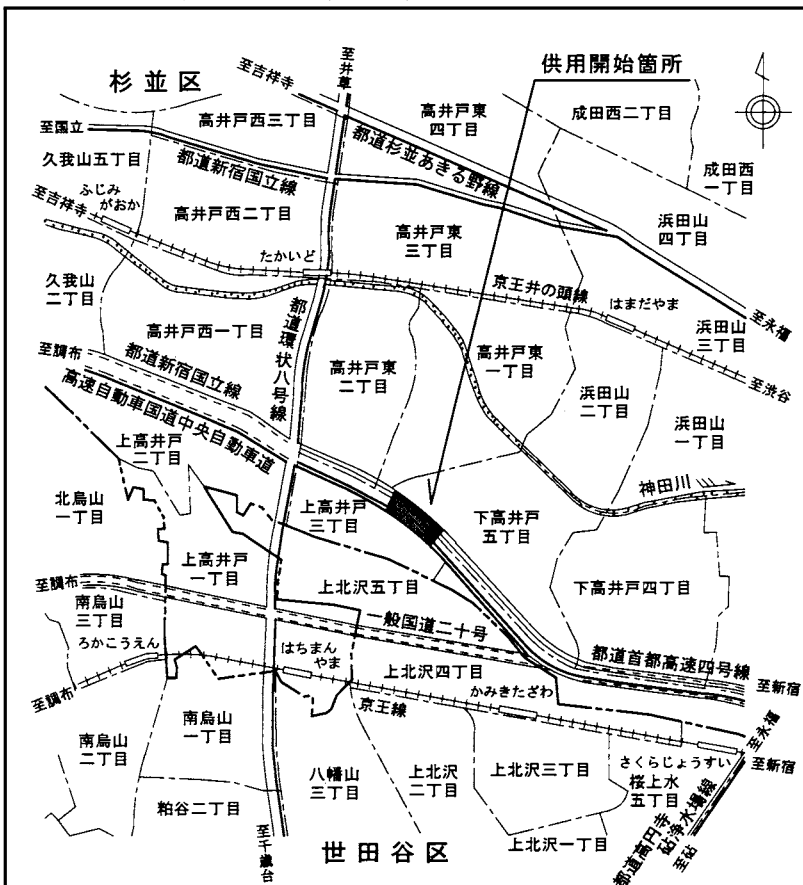 杉並区
至吉祥寺
至井草
供用開始箇所
高井戸東
四丁目
成田西二丁目
高井戸西三丁目
至国立
都道杉並あきる野線
久我山五丁目
都道新宿国立線
成田西
一丁目
至吉祥寺
ふじみ
がおか
高井戸西二丁目
高井戸東
三丁目
浜田山
四丁目
たかいど
京王井の頭線
はまだやま
至永福
久我山
二丁目
都道環状八号線
浜田山
三丁目
高井戸西一丁目
至調布
都道新宿国立線
高井戸東
二丁目
高井戸東
一丁目
至渋谷
浜田山
二丁目
浜田山
一丁目
高速自動車国道中央自動車道
上高井戸
二丁目
北烏山
一丁目
上高井戸
三丁目
下高井戸
五丁目
神田川
上高井戸
一丁目
上北沢五丁目
下高井戸四丁目
至調布
南烏山
三丁目
一般国道二十号
ろかこうえん
はちまん
やま
上北沢四丁目
都道首都高速四号線
至新宿
至調布
京王線
かみきたざわ
南烏山
一丁目
南烏山
二丁目
八幡山
三丁目
上北沢
二丁目
上北沢三丁目
さくらじょうすい
桜上水
五丁目
至永福
至新宿
粕谷二丁目
至千歳台
世田谷区
上北沢一丁目
都道高円寺
砧浄水場線
至砧